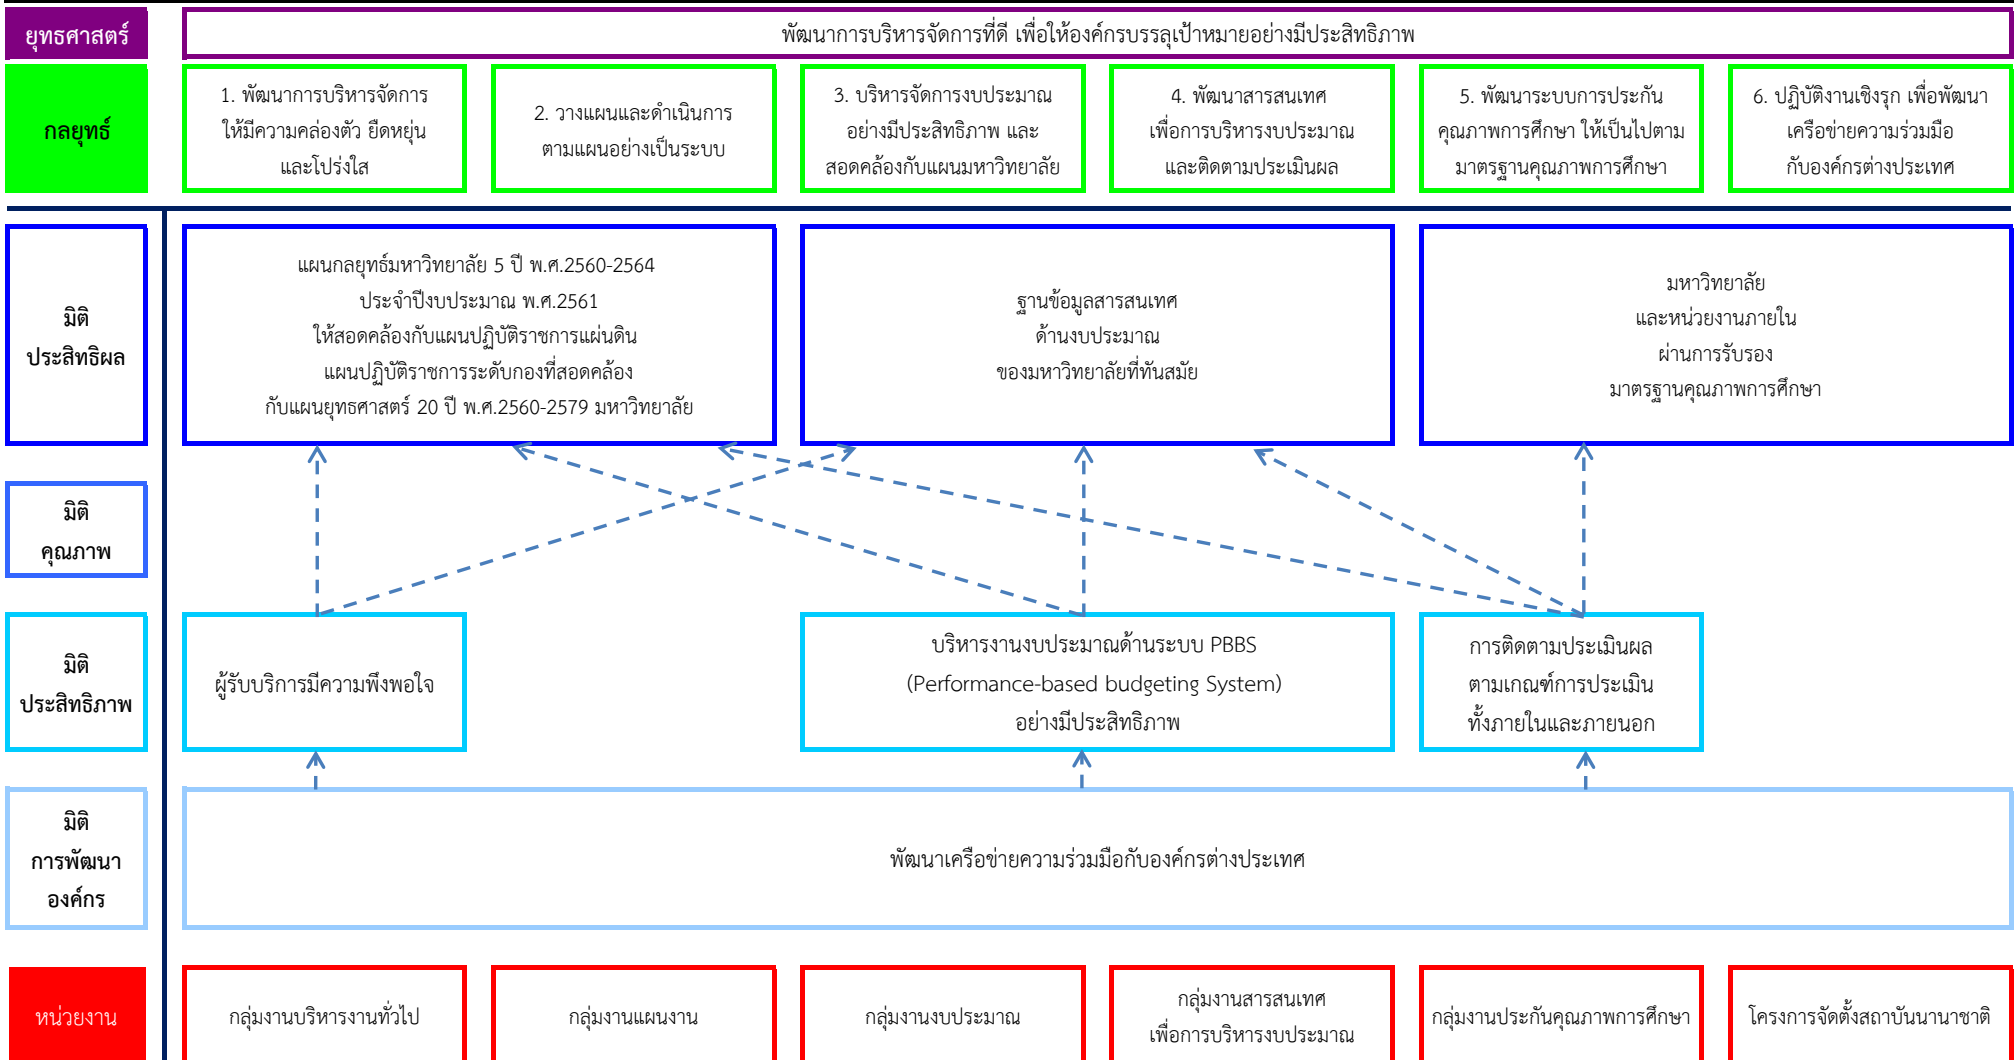 ยุทธศาสตร์
พัฒนาการบริหารจัดการที่ดี เพื่อให้องค์กรบรรลุเป้าหมายอย่างมีประสิทธิภาพ
กลยุทธ์
1. พัฒนาการบริหารจัดการ
ให้มีความคล่องตัว ยืดหยุ่น
และโปร่งใส
2. วางแผนและดำเนินการ
ตามแผนอย่างเป็นระบบ
3. บริหารจัดการงบประมาณ
อย่างมีประสิทธิภาพ และ
สอดคล้องกับแผนมหาวิทยาลัย
4. พัฒนาสารสนเทศ
เพื่อการบริหารงบประมาณ
และติดตามประเมินผล
5. พัฒนาระบบการประกัน
คุณภาพการศึกษา ให้เป็นไปตาม
มาตรฐานคุณภาพการศึกษา
6. ปฏิบัติงานเชิงรุก เพื่อพัฒนา
เครือข่ายความร่วมมือ
กับองค์กรต่างประเทศ
มิติ
ประสิทธิผล
แผนกลยุทธ์มหาวิทยาลัย 5 ปี พ.ศ.2560-2564
ประจำปีงบประมาณ พ.ศ.2561
ให้สอดคล้องกับแผนปฏิบัติราชการแผ่นดิน
แผนปฏิบัติราชการระดับกองที่สอดคล้อง
กับแผนยุทธศาสตร์ 20 ปี พ.ศ.2560-2579 มหาวิทยาลัย
ฐานข้อมูลสารสนเทศ
ด้านงบประมาณ
ของมหาวิทยาลัยที่ทันสมัย
มหาวิทยาลัย
และหน่วยงานภายใน
ผ่านการรับรอง
มาตรฐานคุณภาพการศึกษา
มิติ
คุณภาพ
มิติ
ประสิทธิภาพ
ผู้รับบริการมีความพึงพอใจ
บริหารงานงบประมาณด้านระบบ PBBS
(Performance-based budgeting System)
อย่างมีประสิทธิภาพ
การติดตามประเมินผล
ตามเกณฑ์การประเมิน
ทั้งภายในและภายนอก
มิติ
การพัฒนา
องค์กร
พัฒนาเครือข่ายความร่วมมือกับองค์กรต่างประเทศ
หน่วยงาน
กลุ่มงานบริหารงานทั่วไป
กลุ่มงานแผนงาน
กลุ่มงานงบประมาณ
กลุ่มงานสารสนเทศ
เพื่อการบริหารงบประมาณ
กลุ่มงานประกันคุณภาพการศึกษา
โครงการจัดตั้งสถาบันนานาชาติ